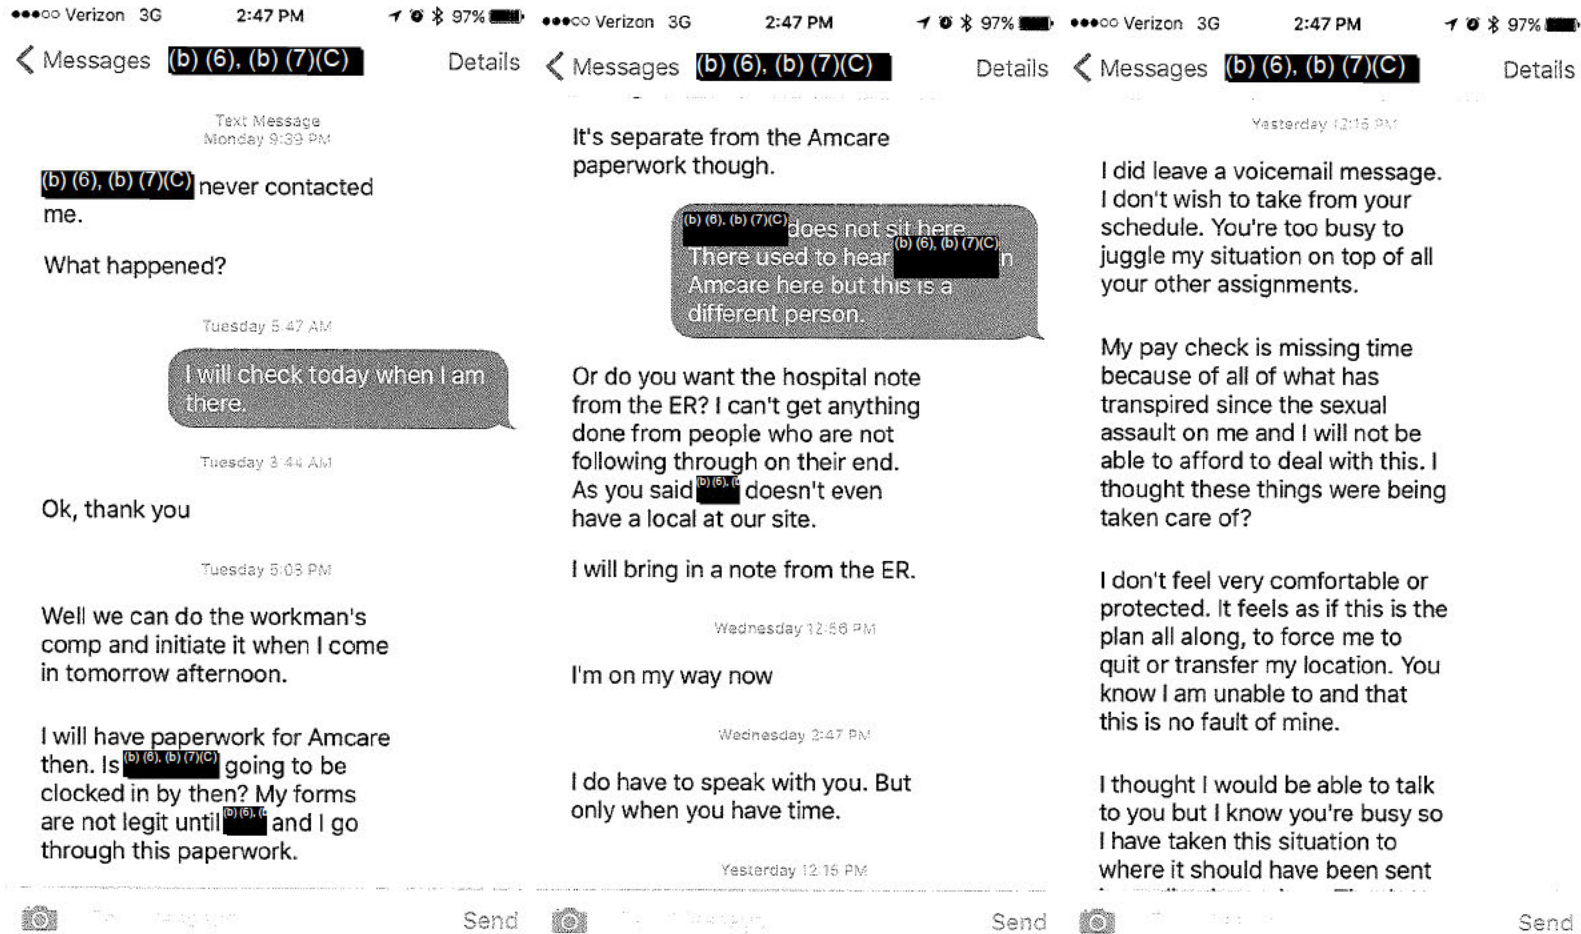 Verizon 3G 2:47 PM 97%
Messages (b) (6), (b) (7)(C) Details
Text Message
Monday 9:39 PM
(b) (6), (b) (7)(C) never contacted
me.
What happened?
Tuesday 5:47 AM
I will check today when I am
there.
Tuesday 8:44 AM
Ok, thank you
Tuesday 5:03 PM
Well we can do the workman's
comp and initiate it when I come
in tomorrow afternoon.
I will have paperwork for Amcare
then. Is (b) (6), (b) (7)(C) going to be
clocked in by then? My forms
are not legit until (b) (6), ( and I go
through this paperwork.
Send
Verizon 3G 2:47 PM 97%
Messages (b) (6), (b) (7)(C) Details
It's separate from the Amcare
paperwork though.
(b) (6), (b) (7)(C) does not sit here
There used to hear (b) (6), (b) (7)(C) n
Amcare here but this is a
different person.
Or do you want the hospital note
from the ER? I can't get anything
done from people who are not
following through on their end.
As you said (b) (6), ( doesn't even
have a local at our site.
I will bring in a note from the ER.
Wednesday 12:56 PM
I'm on my way now
Wednesday 2:47 PM
I do have to speak with you. But
only when you have time.
Yesterday 12:15 PM
Send
Verizon 3G 2:47 PM 97%
Messages (b) (6), (b) (7)(C) Details
Yesterday 12:15 PM
I did leave a voicemail message.
I don't wish to take from your
schedule. You're too busy to
juggle my situation on top of all
your other assignments.
My pay check is missing time
because of all of what has
transpired since the sexual
assault on me and I will not be
able to afford to deal with this. I
thought these things were being
taken care of?
I don't feel very comfortable or
protected. It feels as if this is the
plan all along, to force me to
quit or transfer my location. You
know I am unable to and that
this is no fault of mine.
I thought I would be able to talk
to you but I know you're busy so
I have taken this situation to
where it should have been sent
Send